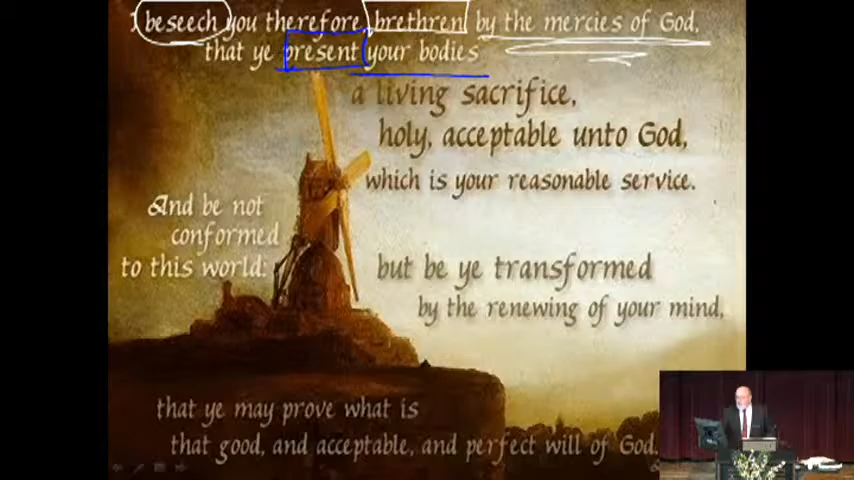 I beseech you therefore, brethren by the mercies of God,
that ye present your bodies
a living sacrifice,
holy, acceptable unto God,
which is your reasonable service.
And be not
conformed
to this world:
but be ye transformed
by the renewing of your mind,
that ye may prove what is
that good, and acceptable, and perfect will of God.